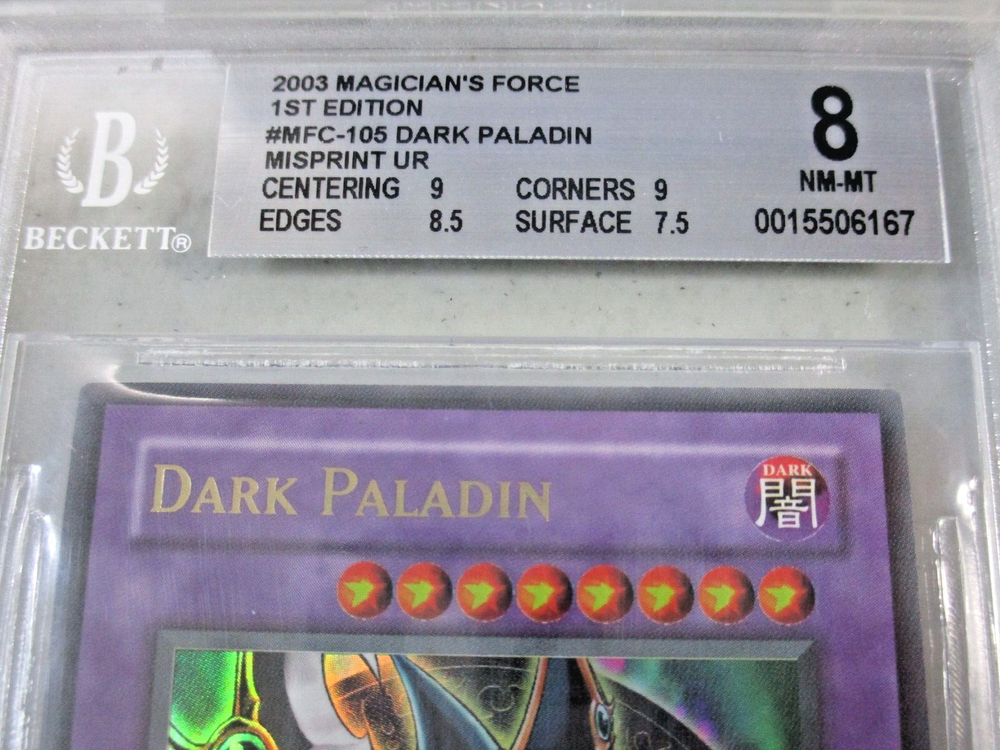 2003 MAGICIAN'S FORCE
1ST EDITION
#MFC-105 DARK PALADIN
MISPRINT UR
CENTERING 9 CORNERS 9
EDGES 8.5 SURFACE 7.5
8
NM-MT
0015506167
B
BECKETT®
DARK PALADIN
DARK
闇